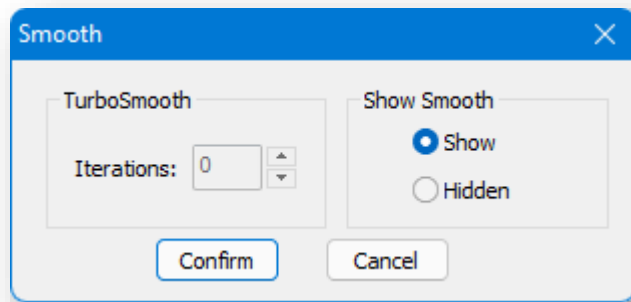 Smooth
TurboSmooth
Iterations: 0
Show Smooth
Show
Hidden
Confirm
Cancel